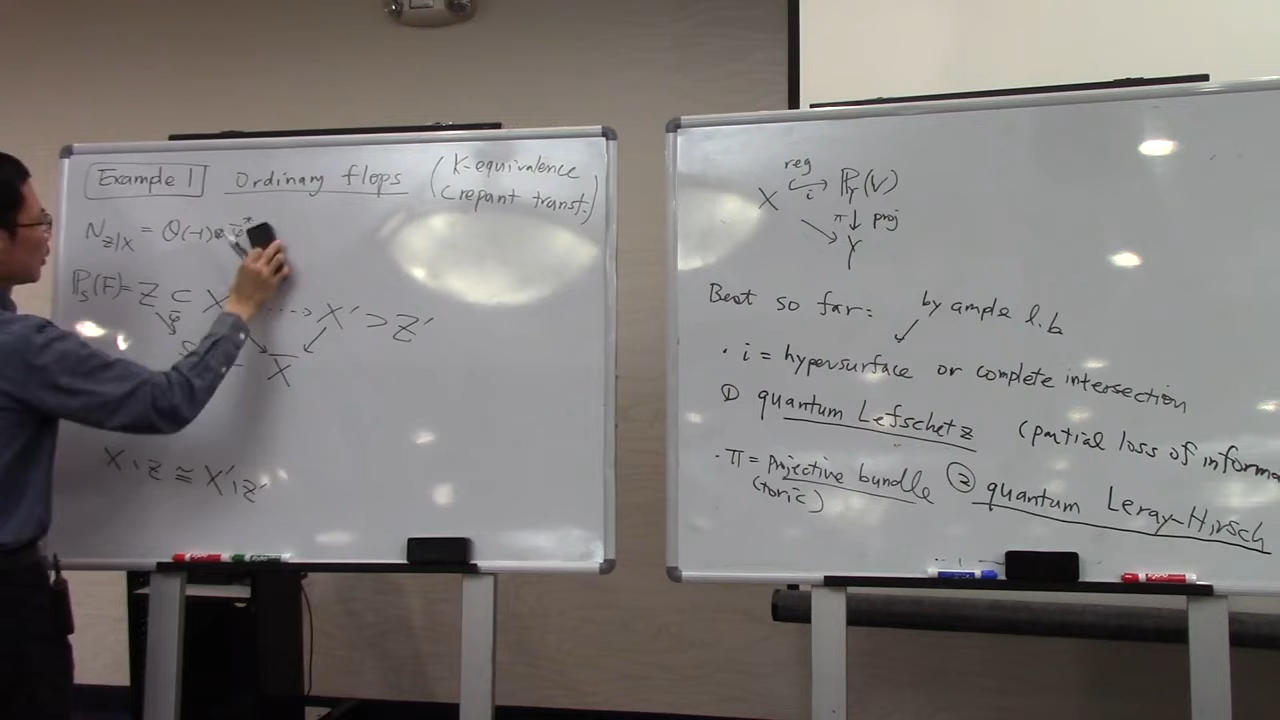 Example 1 Ordinary flops (K-equivalence
Crepant transf.)
N_{Z|X} = O(-1) ⊗ φ̄*
P_S(F) = Z ⊂ X ⇢ X' ⊃ Z'
φ̄
S X̄
X \ Z ≅ X' \ Z'
reg
X i P_Y(V)
π ↓ proj
Y
Best so far: by ample l.b
· i = hypersurface or complete intersection
① quantum Lefschetz (partial loss of informa
· π = projective bundle ② quantum Leray-Hirsch
(toric)